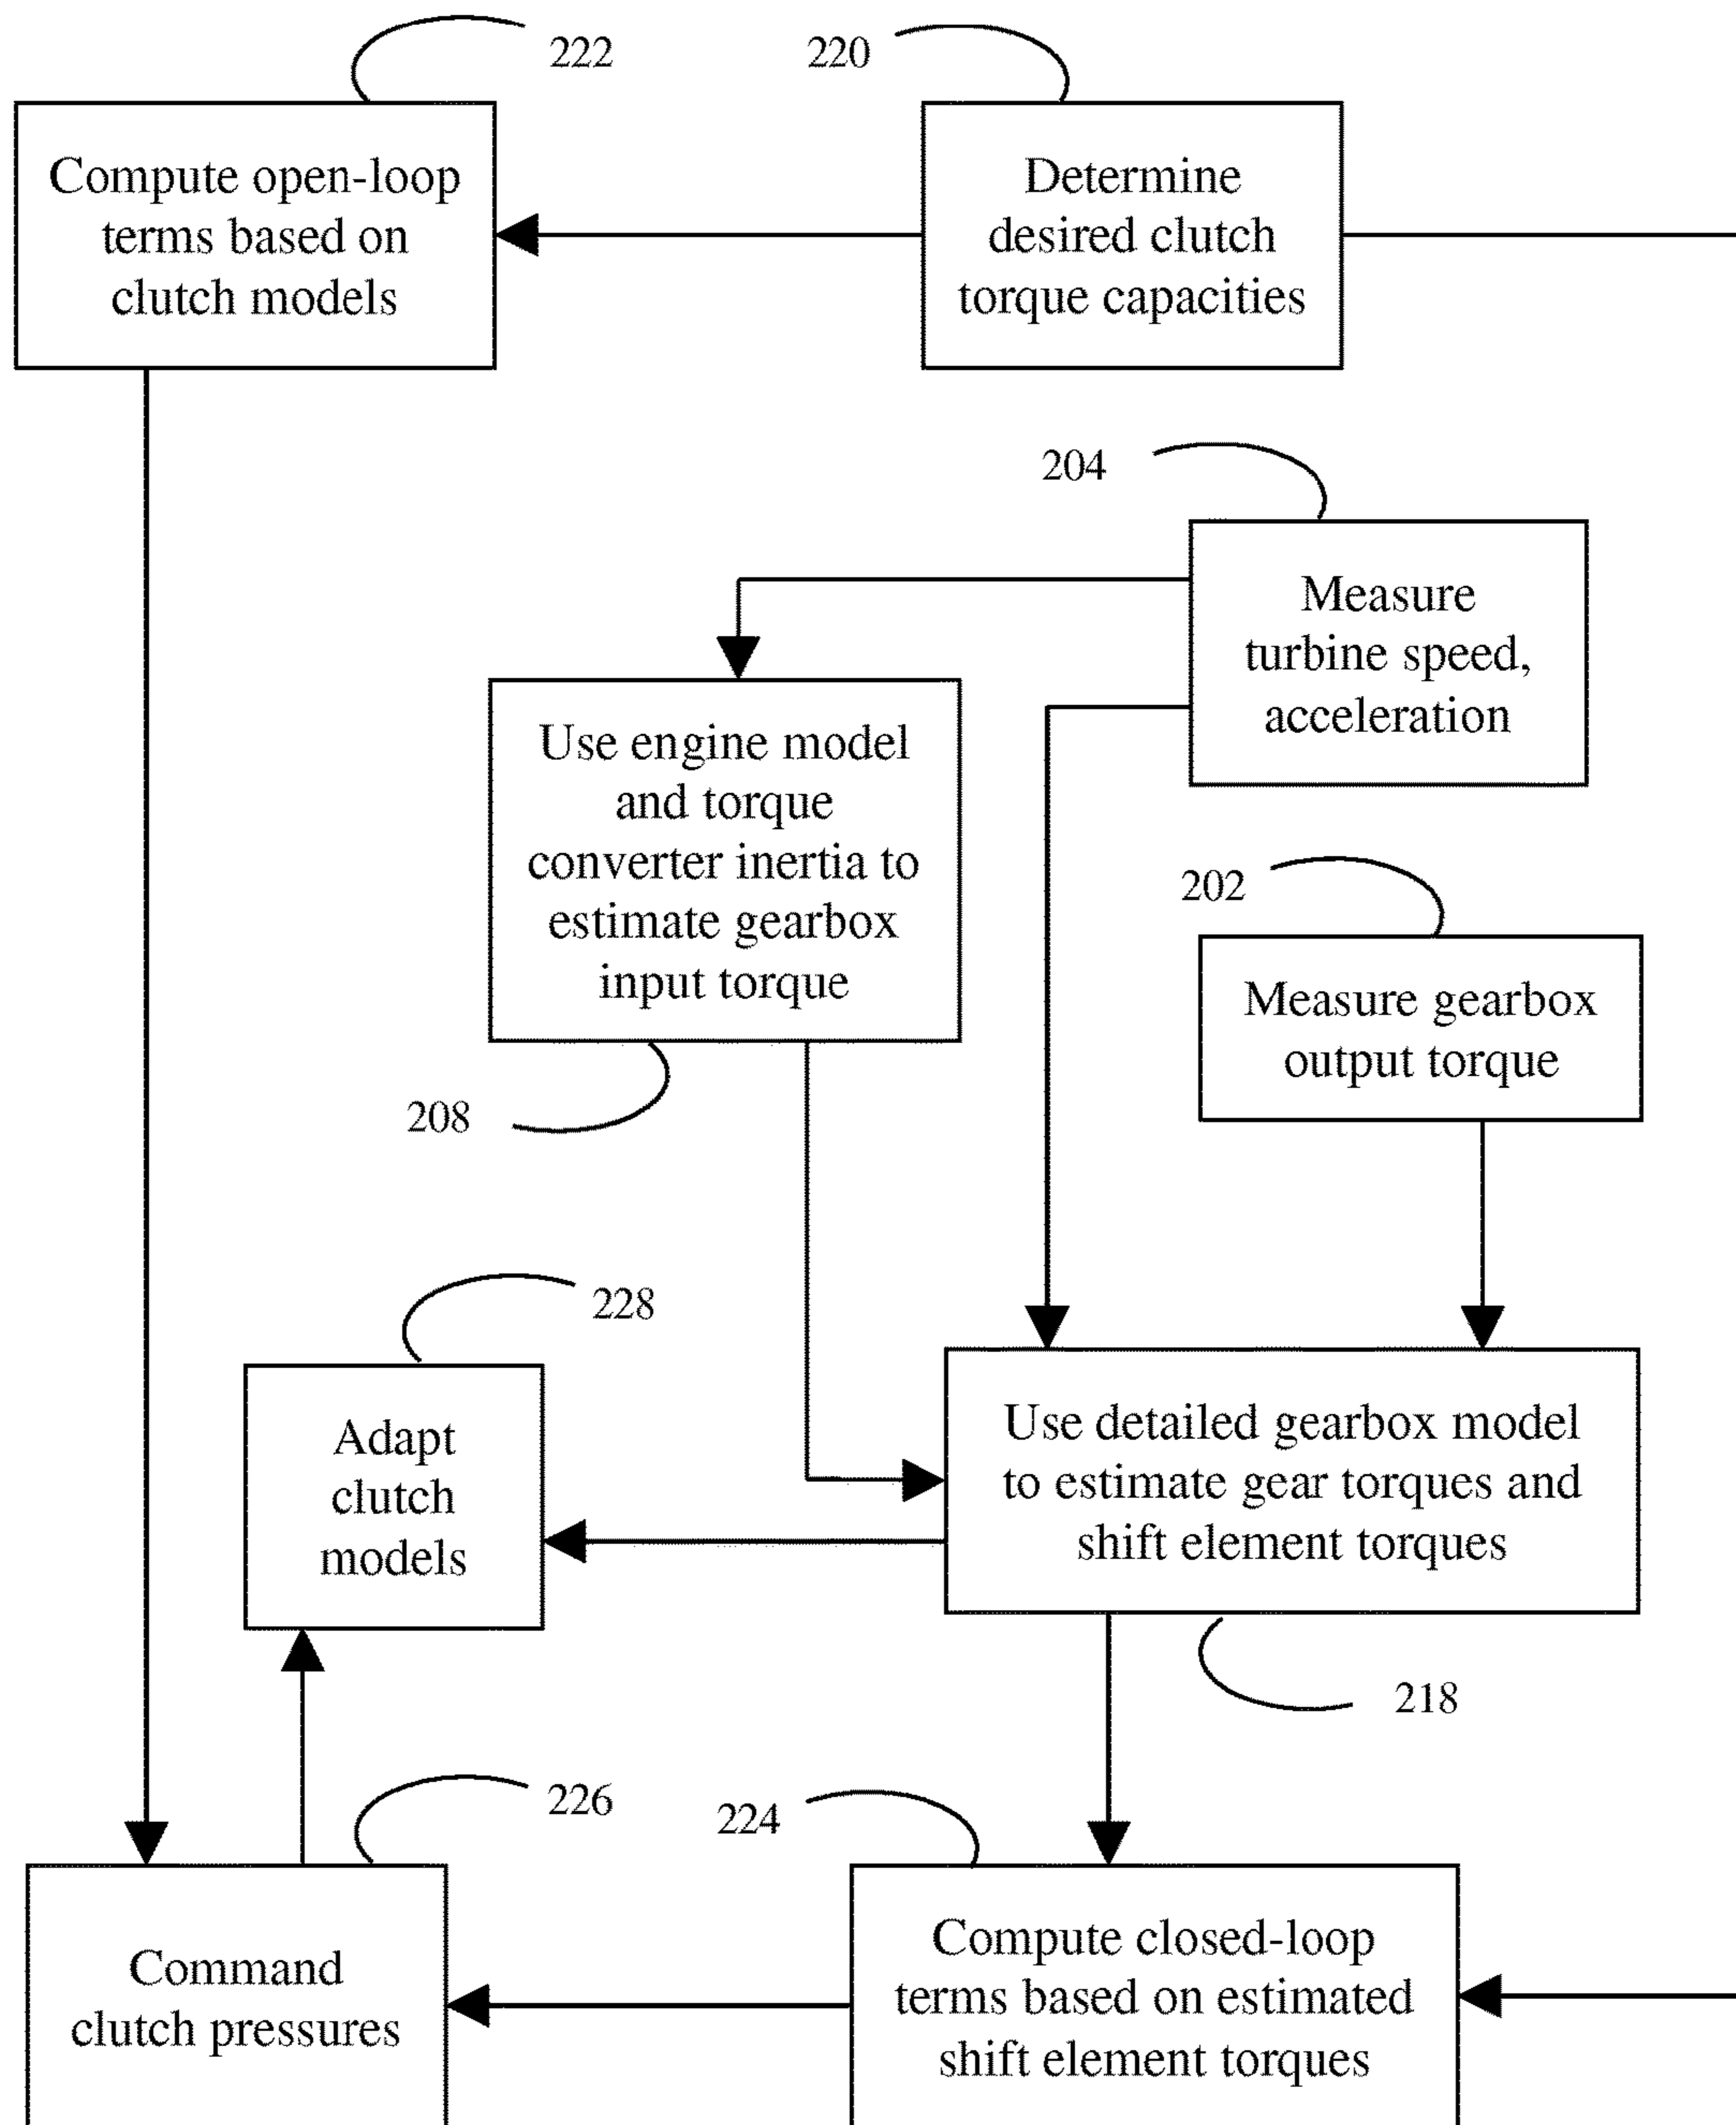 222
220
Compute open-loop
terms based on
clutch models
Determine
desired clutch
torque capacities
204
Measure
turbine speed,
acceleration
Use engine model
and torque
converter inertia to
estimate gearbox
input torque
202
Measure gearbox
output torque
208
228
Adapt
clutch
models
Use detailed gearbox model
to estimate gear torques and
shift element torques
218
226
224
Command
clutch pressures
Compute closed-loop
terms based on estimated
shift element torques